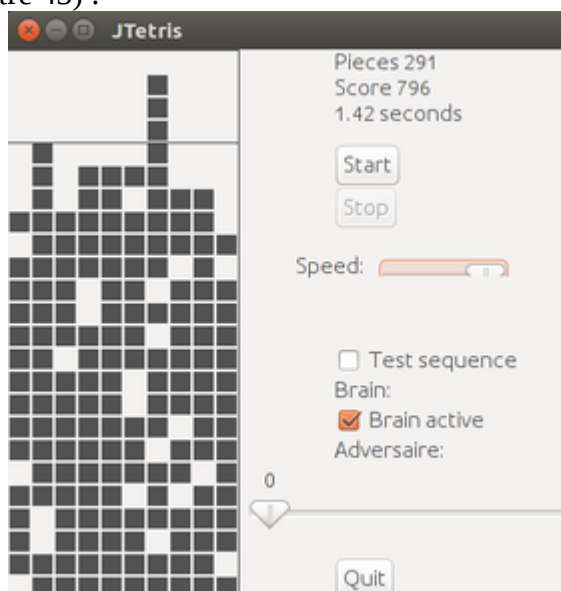 JTetris
Pieces 291
Score 796
1.42 seconds
Start
Stop
Speed:
Test sequence
Brain:
Brain active
Adversaire:
0
Quit